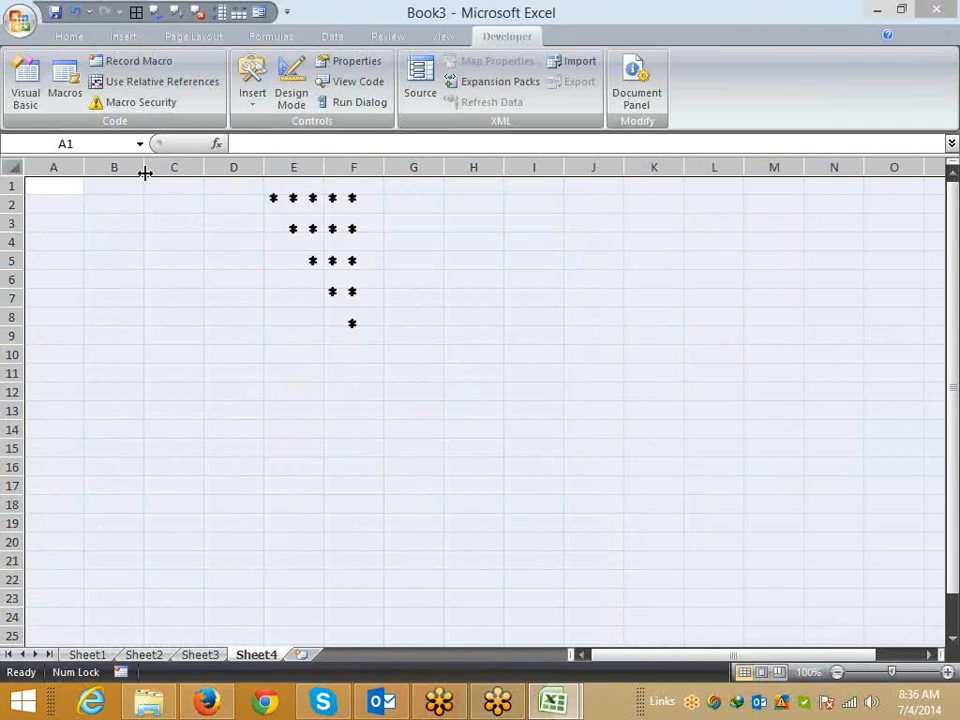 Book3 - Microsoft Excel
Home Insert Page Layout Formulas Data Review View Developer
Visual Basic
Macros
Record Macro
Use Relative References
Macro Security
Code
Insert
Design Mode
Properties
View Code
Run Dialog
Controls
Source
Map Properties
Expansion Packs
Refresh Data
Import
Export
XML
Document Panel
Modify
A1
fx
A B C D E F G H I J K L M N O
1
2 * * * * *
3 * * * *
4
5 * * *
6
7 * *
8 *
9
10
11
12
13
14
15
16
17
18
19
20
21
22
23
24
25
Sheet1 Sheet2 Sheet3 Sheet4
Ready Num Lock 100%
Links 8:36 AM
7/4/2014